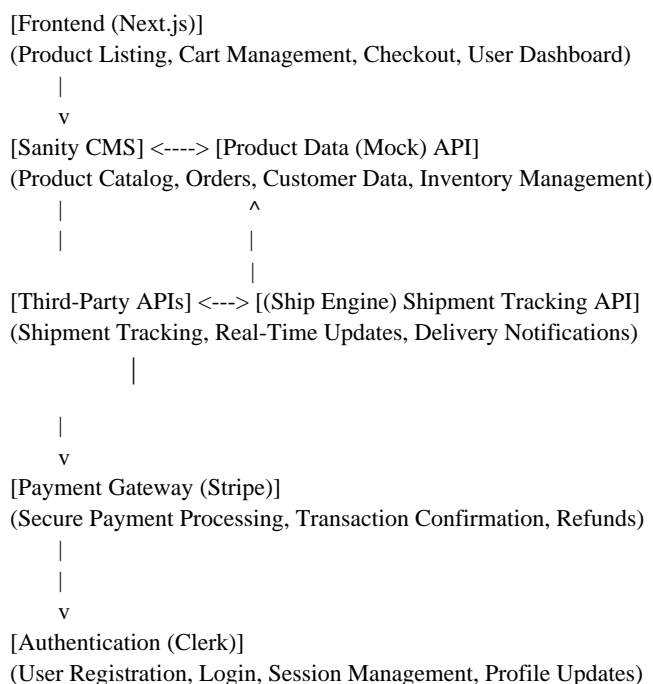 [Frontend (Next.js)]
(Product Listing, Cart Management, Checkout, User Dashboard)
|
v
[Sanity CMS] <----> [Product Data (Mock) API]
(Product Catalog, Orders, Customer Data, Inventory Management)
| ^
| |
|
[Third-Party APIs] <---> [(Ship Engine) Shipment Tracking API]
(Shipment Tracking, Real-Time Updates, Delivery Notifications)
|
|
v
[Payment Gateway (Stripe)]
(Secure Payment Processing, Transaction Confirmation, Refunds)
|
|
v
[Authentication (Clerk)]
(User Registration, Login, Session Management, Profile Updates)